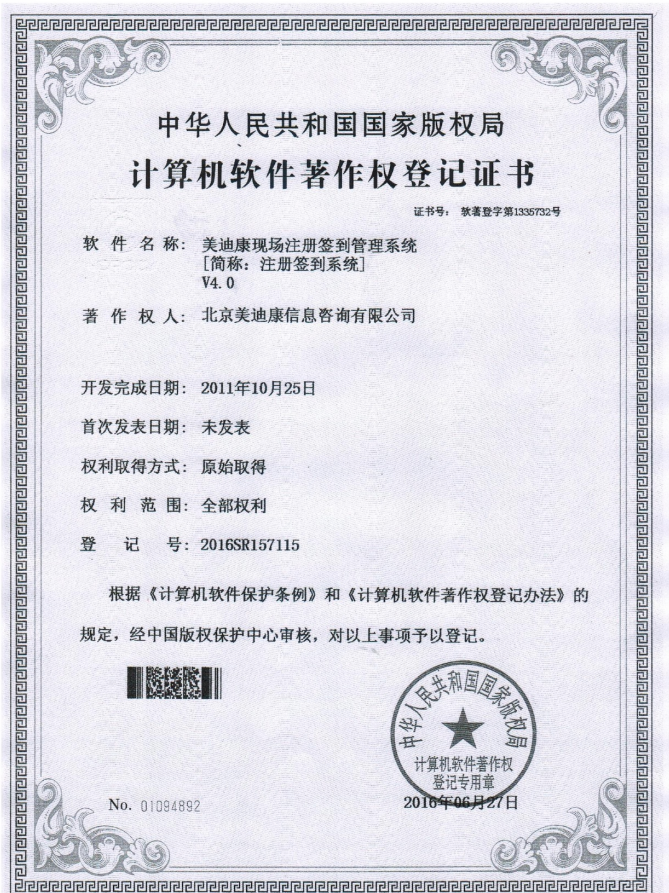 中华人民共和国国家版权局
计算机软件著作权登记证书
证书号： 软著登字第1335732号
软件名称： 美迪康现场注册签到管理系统
[简称：注册签到系统]
V4.0
著作权人： 北京美迪康信息咨询有限公司
开发完成日期： 2011年10月25日
首次发表日期： 未发表
权利取得方式： 原始取得
权利范围： 全部权利
登记号： 2016SR157115
根据《计算机软件保护条例》和《计算机软件著作权登记办法》的
规定，经中国版权保护中心审核，对以上事项予以登记。
中华人民共和国国家版权局
计算机软件著作权
登记专用章
No. 01094892
2016年06月27日